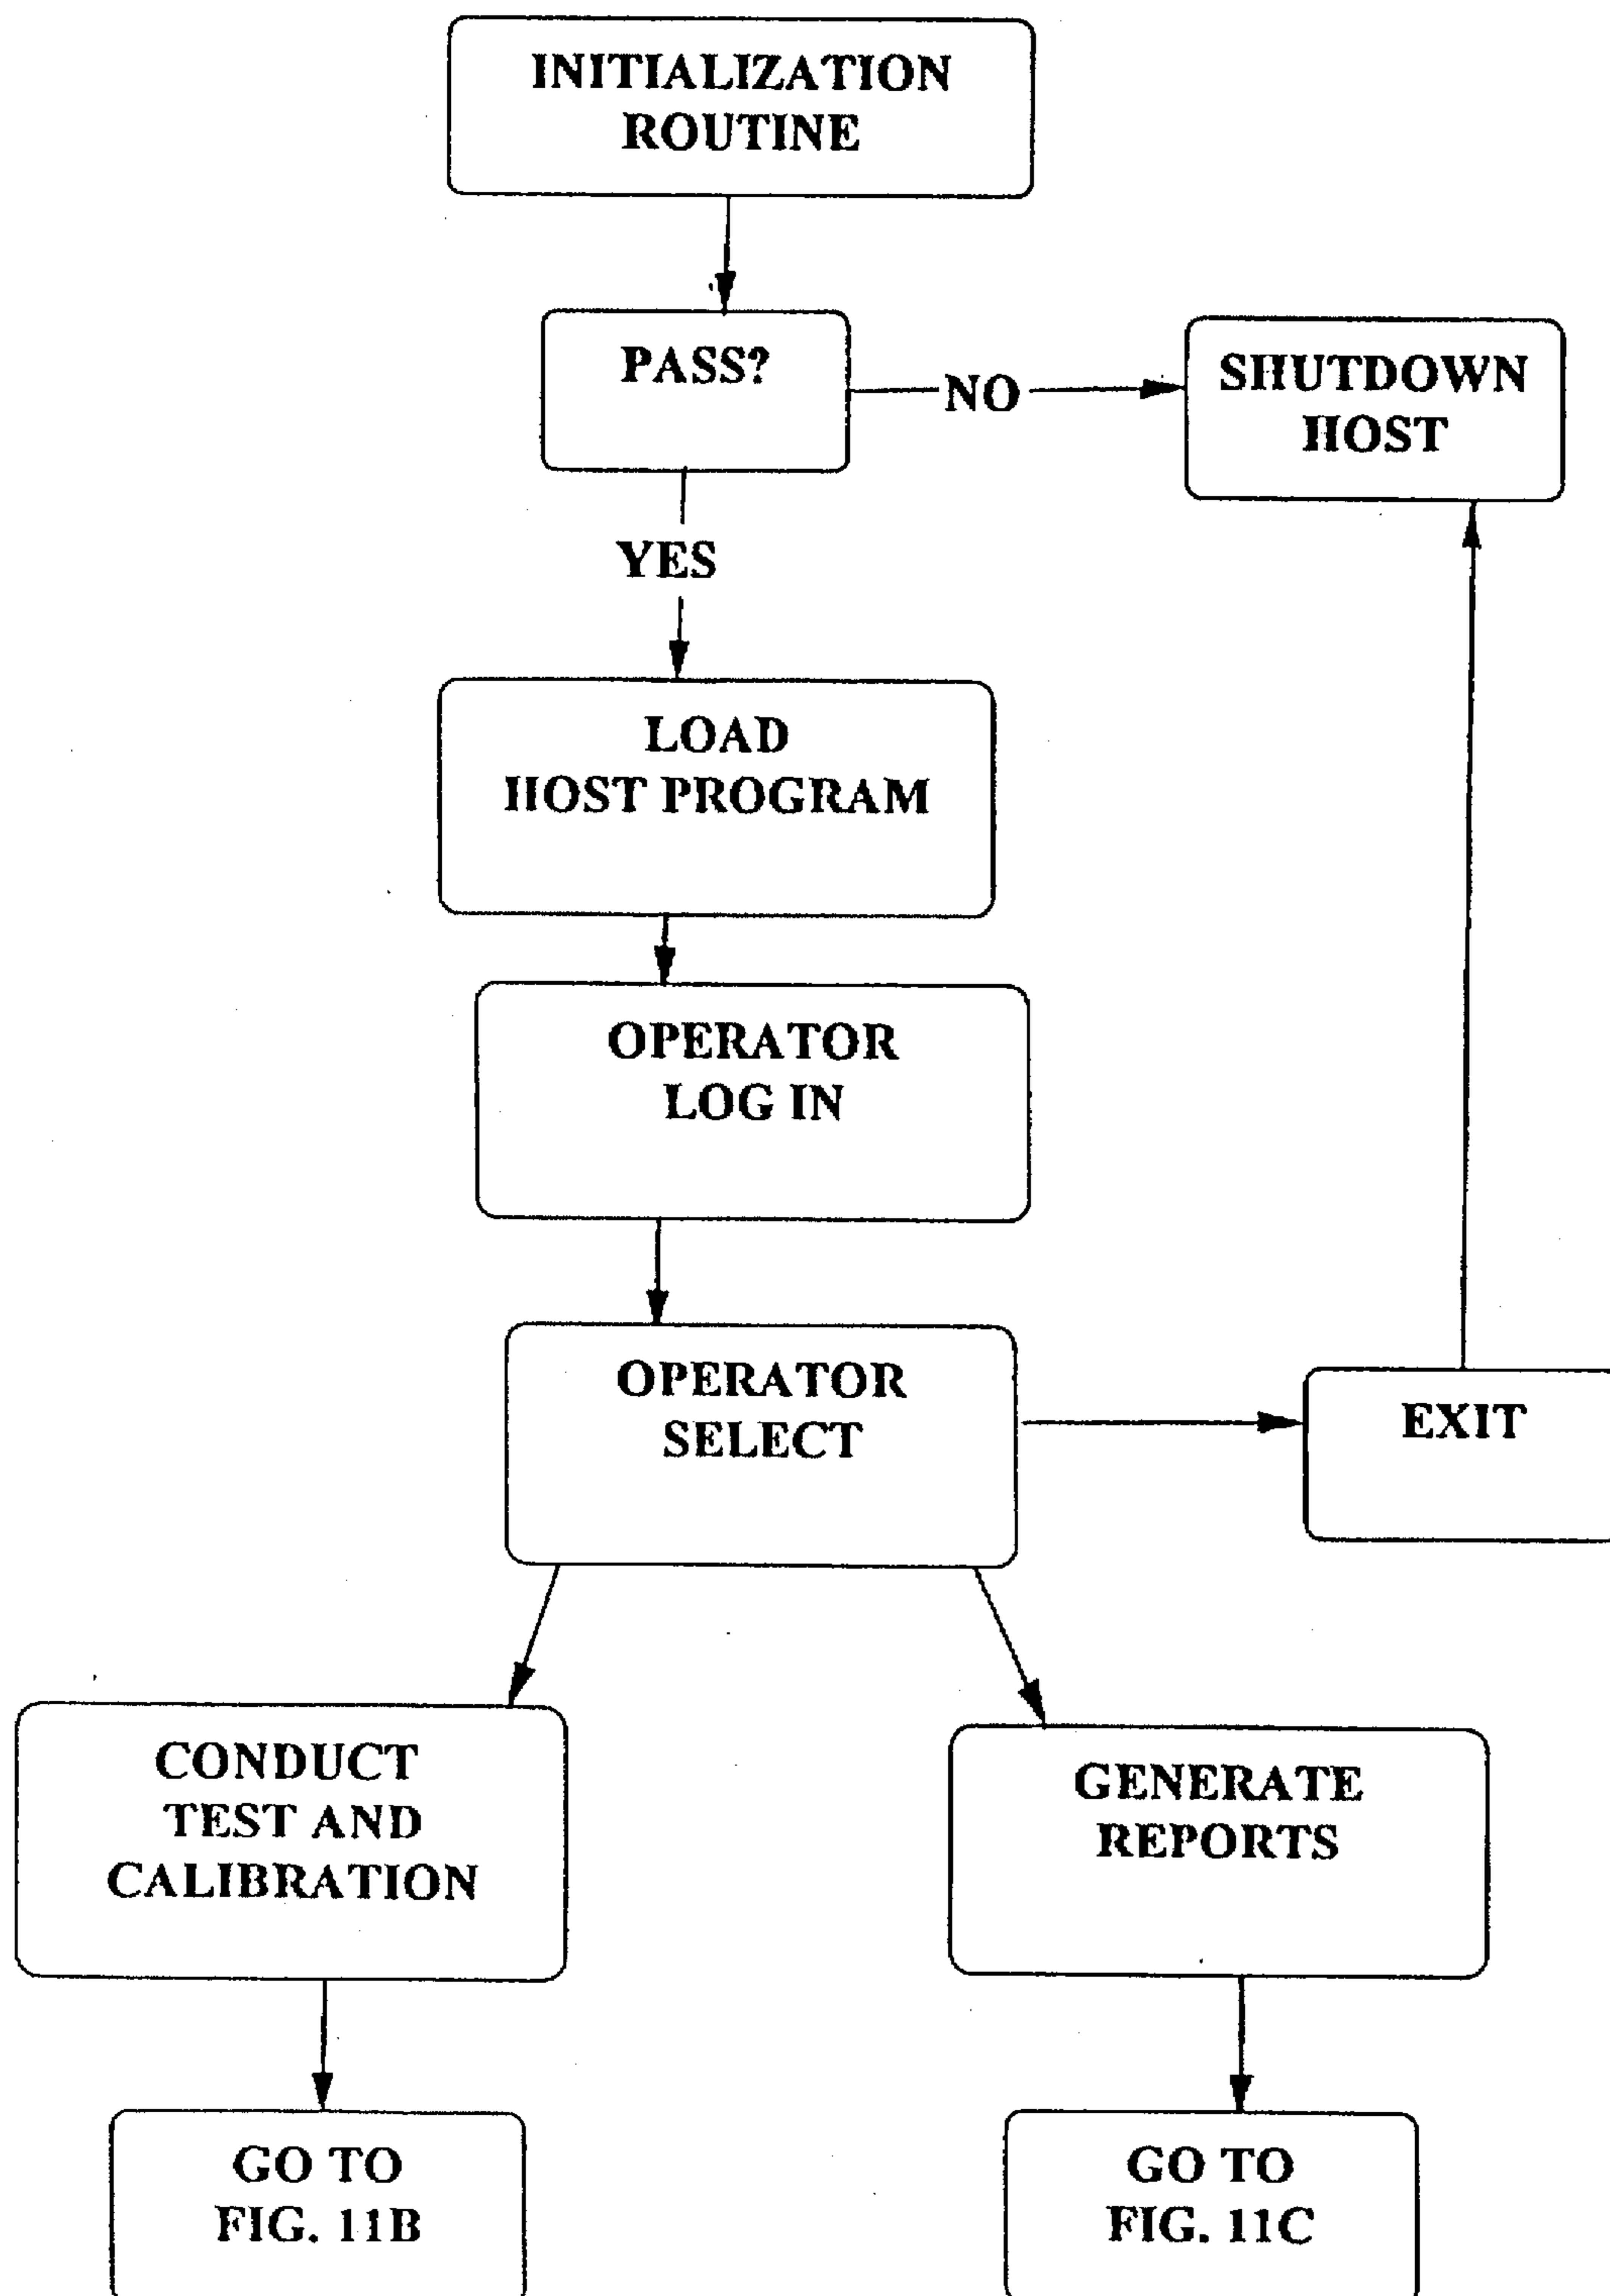 INITIALIZATION
ROUTINE
PASS?
NO
SHUTDOWN
HOST
YES
LOAD
HOST PROGRAM
OPERATOR
LOG IN
OPERATOR
SELECT
EXIT
CONDUCT
TEST AND
CALIBRATION
GENERATE
REPORTS
GO TO
FIG. 11B
GO TO
FIG. 11C